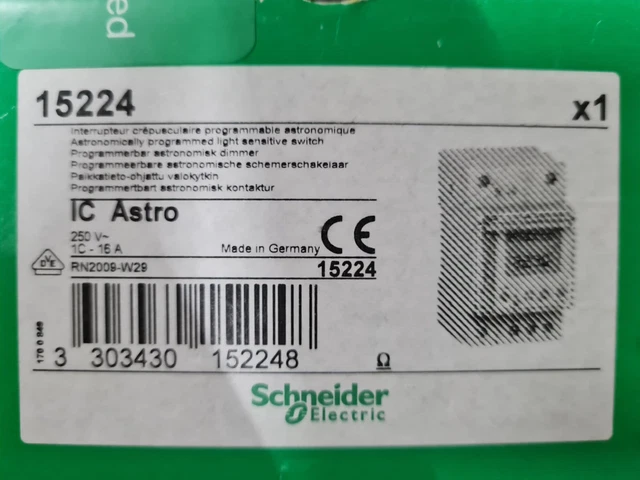 ed
15224 x1
Interrupteur crépusculaire programmable astronomique
Astronomically programmed light sensitive switch
Programmerbar astronomisk dimmer
Programmeerbare astronomische schemerschakelaar
Paikkatieto-ohjattu valokytkin
Programmertbart astronomisk kontaktur
IC Astro
250 V~
1C - 16 A
Made in Germany CE
DVE
RN2009-W29 15224
3 303430 152248 Ω
Schneider
Electric